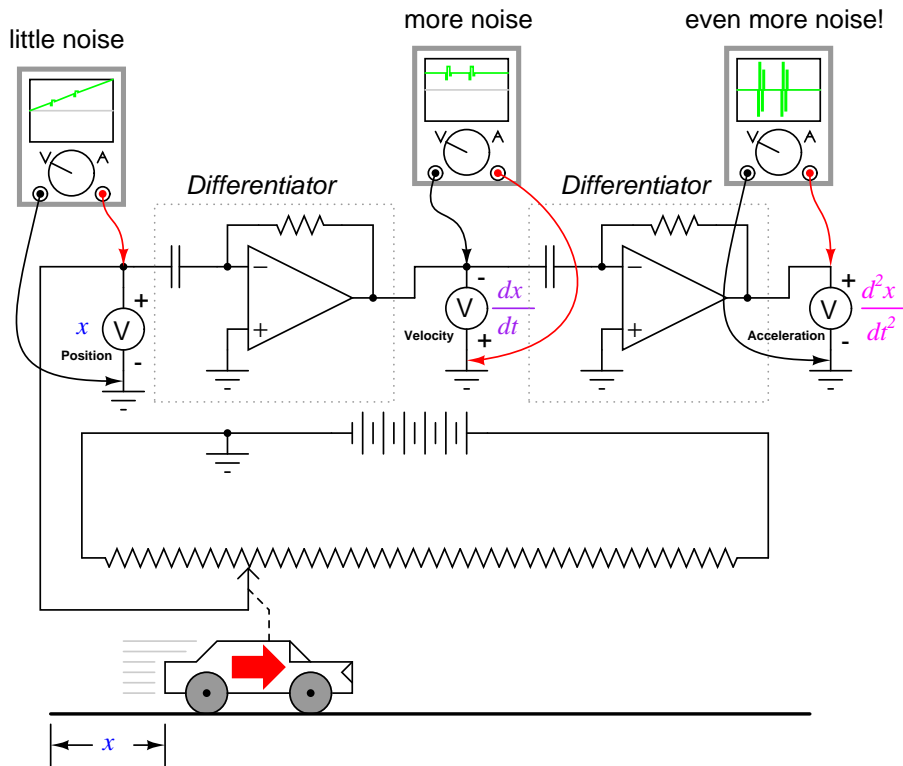 little noise
more noise
even more noise!
V A
V A
V A
Differentiator
Differentiator
−
+
−
+
+
x V
Position
-
-
V dx
dt
Velocity
+
+
V d²x
dt²
Acceleration
-
x